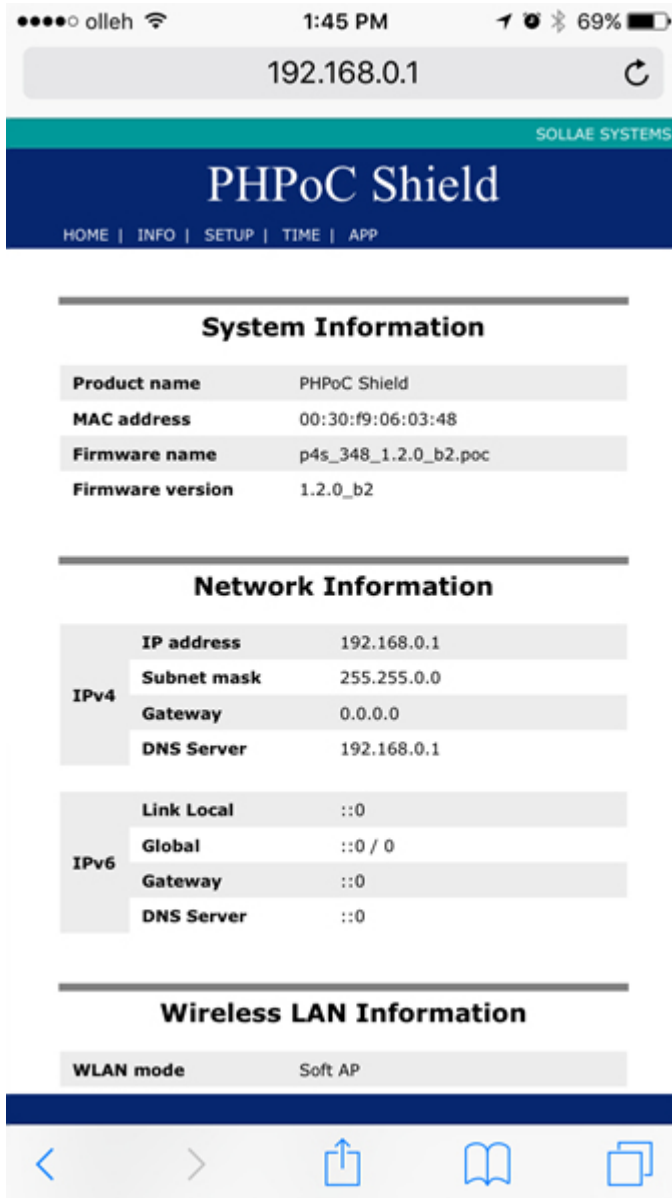 olleh 1:45 PM 69%
192.168.0.1
SOLLAE SYSTEMS
PHPoC Shield
HOME | INFO | SETUP | TIME | APP
System Information
Product name PHPoC Shield
MAC address 00:30:f9:06:03:48
Firmware name p4s_348_1.2.0_b2.poc
Firmware version 1.2.0_b2
Network Information
IPv4
IP address 192.168.0.1
Subnet mask 255.255.0.0
Gateway 0.0.0.0
DNS Server 192.168.0.1
IPv6
Link Local ::0
Global ::0 / 0
Gateway ::0
DNS Server ::0
Wireless LAN Information
WLAN mode Soft AP